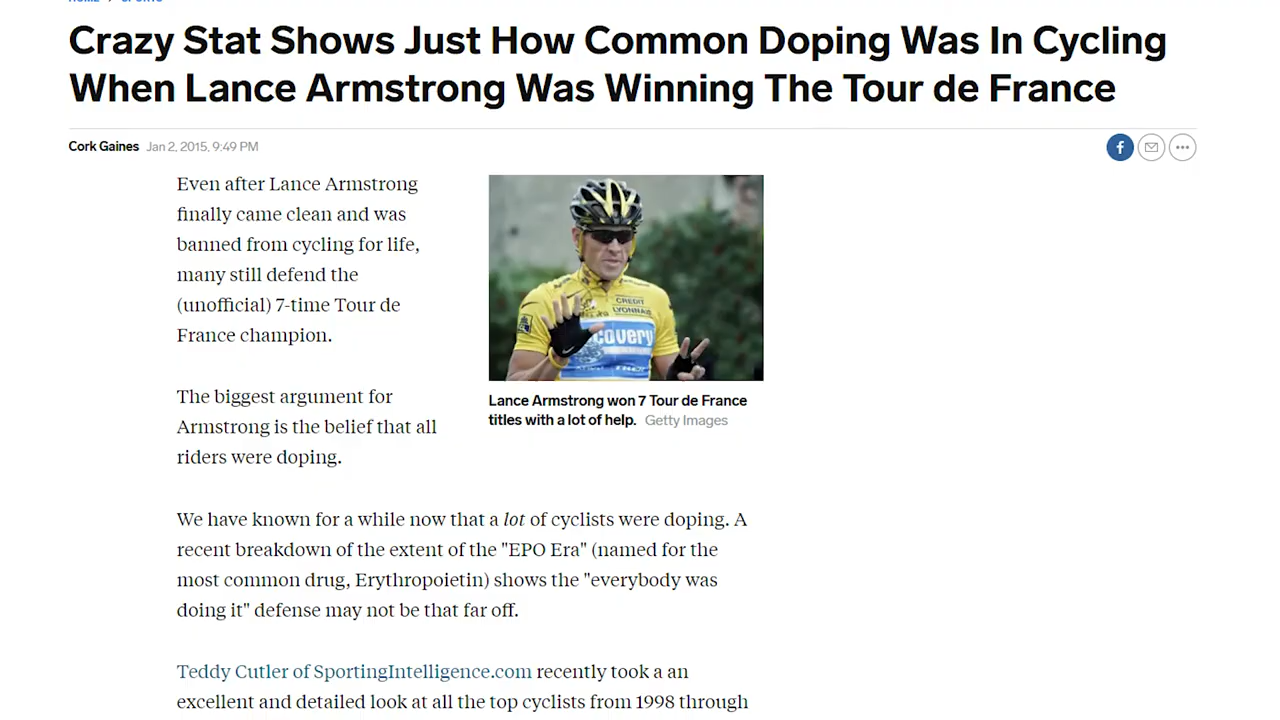 HOME / SPORTS
Crazy Stat Shows Just How Common Doping Was In Cycling
When Lance Armstrong Was Winning The Tour de France
Cork Gaines Jan 2, 2015, 9:49 PM
Even after Lance Armstrong
finally came clean and was
banned from cycling for life,
many still defend the
(unofficial) 7-time Tour de
France champion.
CREDIT
LYONNAIS
covery
TREK
Lance Armstrong won 7 Tour de France
titles with a lot of help. Getty Images
The biggest argument for
Armstrong is the belief that all
riders were doping.
We have known for a while now that a lot of cyclists were doping. A
recent breakdown of the extent of the "EPO Era" (named for the
most common drug, Erythropoietin) shows the "everybody was
doing it" defense may not be that far off.
Teddy Cutler of SportingIntelligence.com recently took a an
excellent and detailed look at all the top cyclists from 1998 through